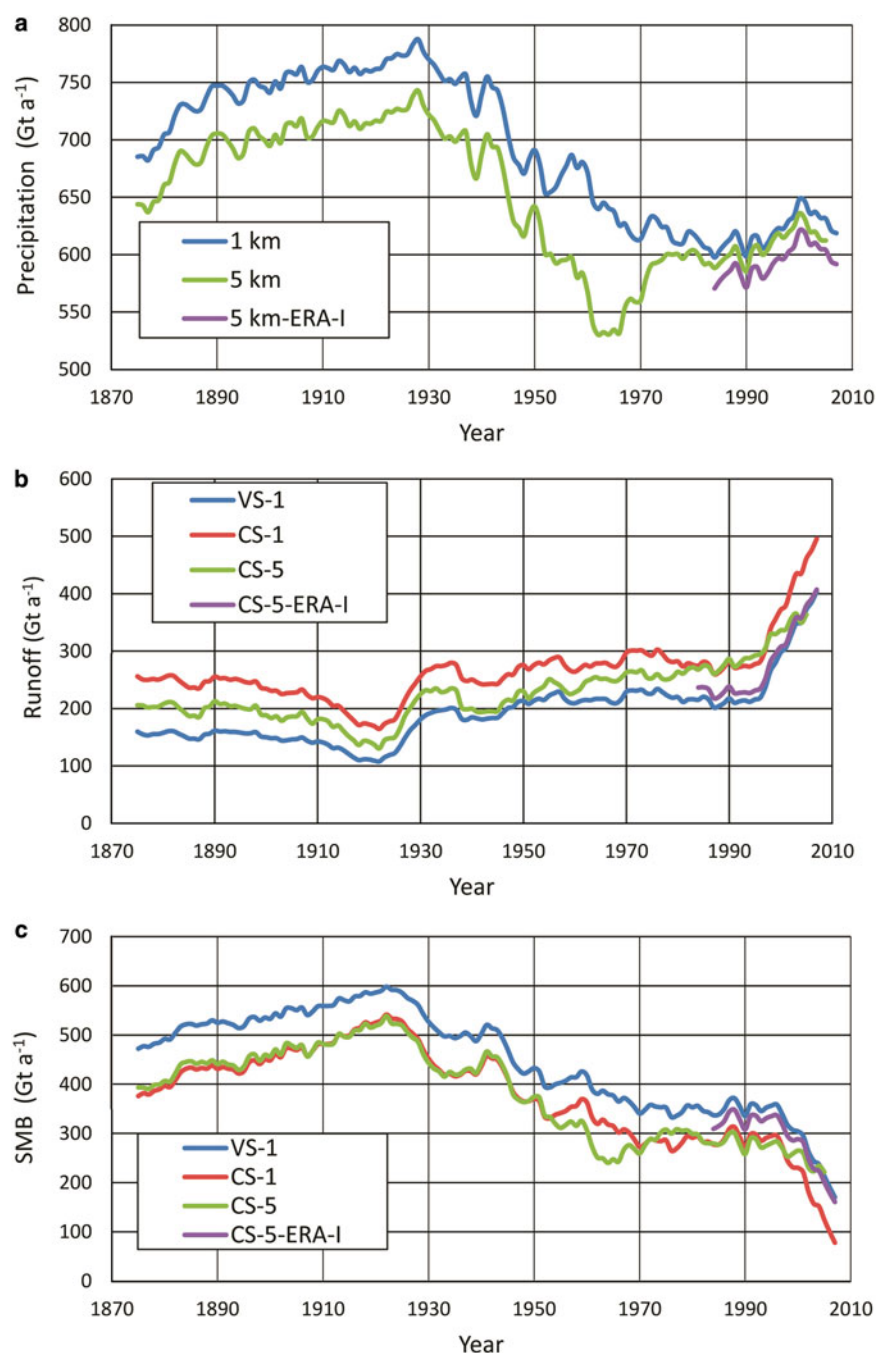 a
800
750
700
650
600
550
500
Precipitation (Gt a⁻¹)
1 km
5 km
5 km-ERA-I
1870 1890 1910 1930 1950 1970 1990 2010
Year
b
600
500
400
300
200
100
0
Runoff (Gt a⁻¹)
VS-1
CS-1
CS-5
CS-5-ERA-I
1870 1890 1910 1930 1950 1970 1990 2010
Year
c
700
600
500
400
300
200
100
0
SMB (Gt a⁻¹)
VS-1
CS-1
CS-5
CS-5-ERA-I
1870 1890 1910 1930 1950 1970 1990 2010
Year